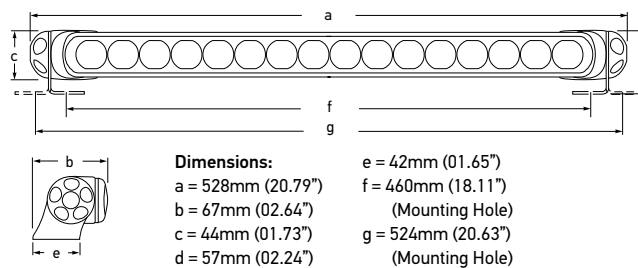 a
c
f
g
b
e
Dimensions:
a = 528mm (20.79”)
b = 67mm (02.64”)
c = 44mm (01.73”)
d = 57mm (02.24”)
e = 42mm (01.65”)
f = 460mm (18.11”)
(Mounting Hole)
g = 524mm (20.63”)
(Mounting Hole)